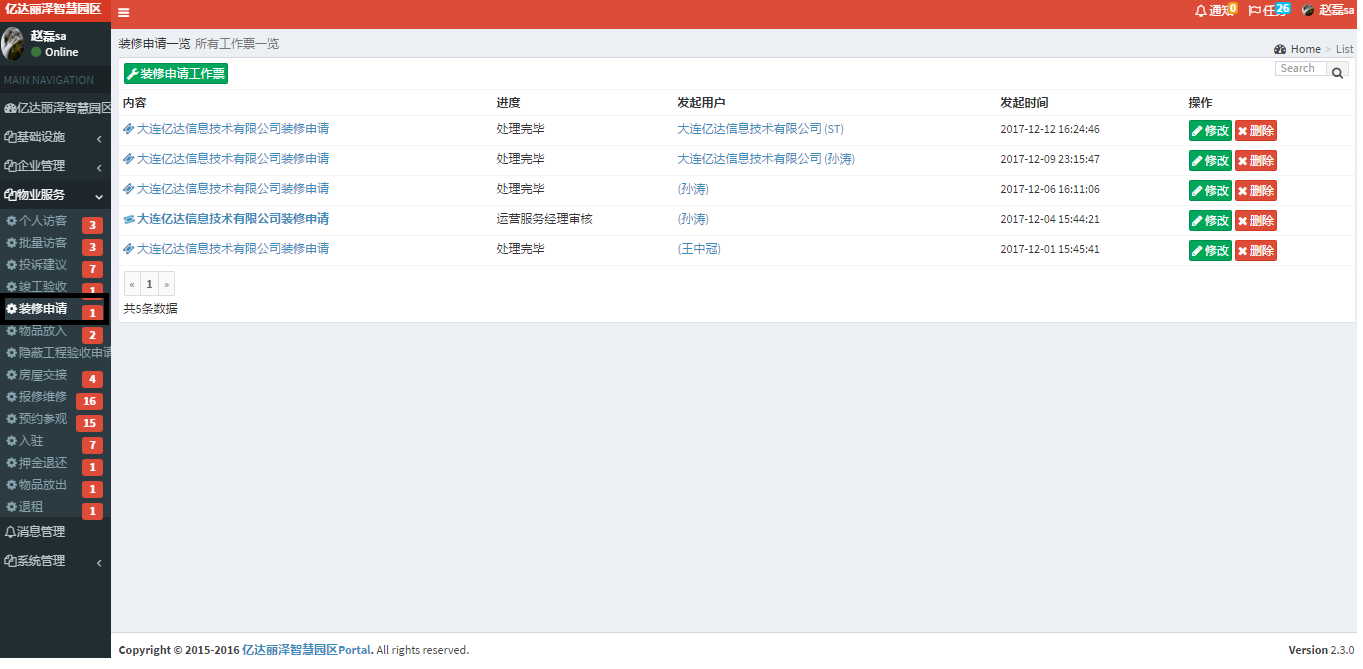 亿达丽泽智慧园区
通知 0 任务 26 赵磊sa
赵磊sa
Online
MAIN NAVIGATION
亿达丽泽智慧园区
基础设施
企业管理
物业服务
个人访客 3
批量访客 3
投诉建议 7
竣工验收 1
装修申请 1
物品放入 2
隐蔽工程验收申请
房屋交接 4
报修维修 16
预约参观 15
入驻 7
押金退还 1
物品放出 1
退租 1
消息管理
系统管理
装修申请一览 所有工作票一览
Home > List
装修申请工作票
Search
内容 进度 发起用户 发起时间 操作
大连亿达信息技术有限公司装修申请 处理完毕 大连亿达信息技术有限公司 (ST) 2017-12-12 16:24:46 修改 删除
大连亿达信息技术有限公司装修申请 处理完毕 大连亿达信息技术有限公司 (孙涛) 2017-12-09 23:15:47 修改 删除
大连亿达信息技术有限公司装修申请 处理完毕 (孙涛) 2017-12-06 16:11:06 修改 删除
大连亿达信息技术有限公司装修申请 运营服务经理审核 (孙涛) 2017-12-04 15:44:21 修改 删除
大连亿达信息技术有限公司装修申请 处理完毕 (王中冠) 2017-12-01 15:45:41 修改 删除
« 1 »
共5条数据
Copyright © 2015-2016 亿达丽泽智慧园区Portal. All rights reserved.
Version 2.3.0